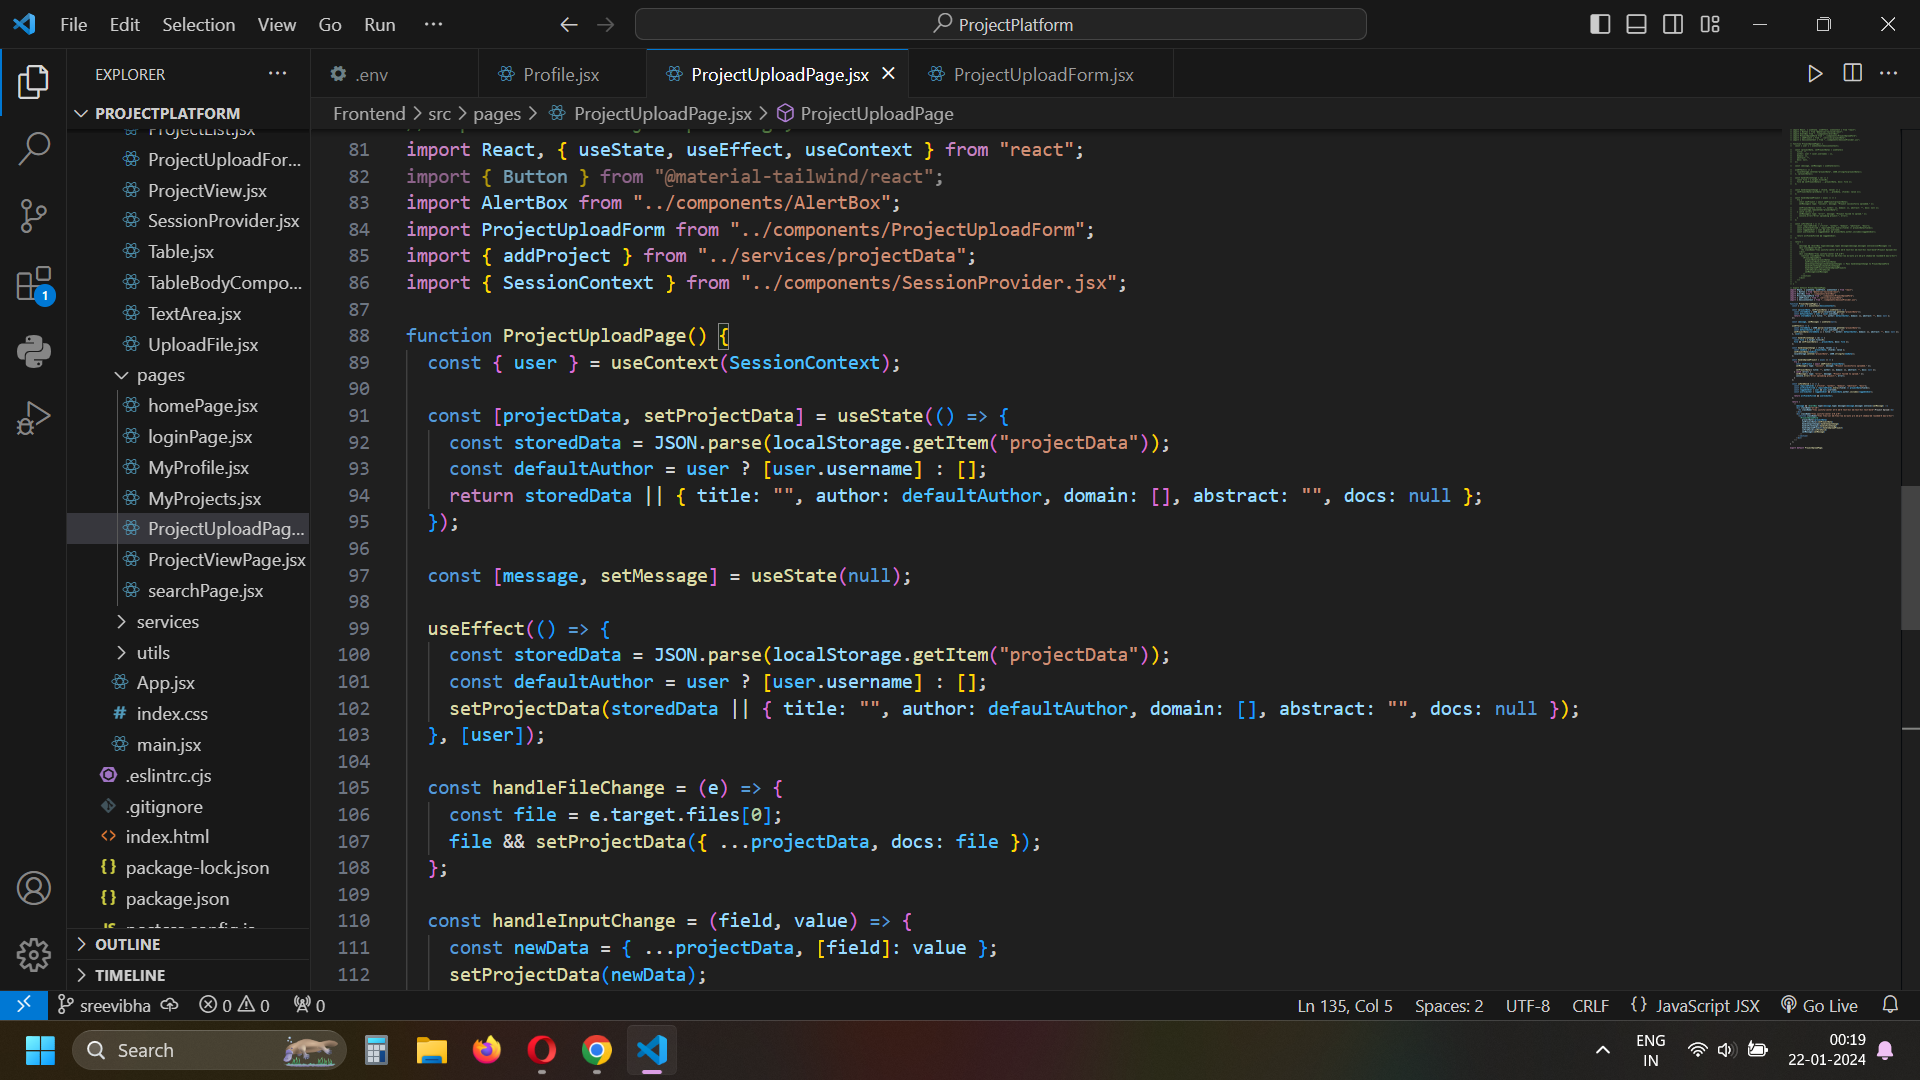 File Edit Selection View Go Run ···
ProjectPlatform
EXPLORER
PROJECTPLATFORM
ProjectList.jsx
ProjectUploadFor...
ProjectView.jsx
SessionProvider.jsx
Table.jsx
TableBodyCompo...
TextArea.jsx
UploadFile.jsx
pages
homePage.jsx
loginPage.jsx
MyProfile.jsx
MyProjects.jsx
ProjectUploadPag...
ProjectViewPage.jsx
searchPage.jsx
services
utils
App.jsx
# index.css
main.jsx
.eslintrc.cjs
.gitignore
<> index.html
{} package-lock.json
{} package.json
OUTLINE
TIMELINE
1
.env Profile.jsx ProjectUploadPage.jsx ProjectUploadForm.jsx
Frontend > src > pages > ProjectUploadPage.jsx > ProjectUploadPage
81 import React, { useState, useEffect, useContext } from "react";
82 import { Button } from "@material-tailwind/react";
83 import AlertBox from "../components/AlertBox";
84 import ProjectUploadForm from "../components/ProjectUploadForm";
85 import { addProject } from "../services/projectData";
86 import { SessionContext } from "../components/SessionProvider.jsx";
87
88 function ProjectUploadPage() {
89 const { user } = useContext(SessionContext);
90
91 const [projectData, setProjectData] = useState(() => {
92 const storedData = JSON.parse(localStorage.getItem("projectData"));
93 const defaultAuthor = user ? [user.username] : [];
94 return storedData || { title: "", author: defaultAuthor, domain: [], abstract: "", docs: null };
95 });
96
97 const [message, setMessage] = useState(null);
98
99 useEffect(() => {
100 const storedData = JSON.parse(localStorage.getItem("projectData"));
101 const defaultAuthor = user ? [user.username] : [];
102 setProjectData(storedData || { title: "", author: defaultAuthor, domain: [], abstract: "", docs: null });
103 }, [user]);
104
105 const handleFileChange = (e) => {
106 const file = e.target.files[0];
107 file && setProjectData({ ...projectData, docs: file });
108 };
109
110 const handleInputChange = (field, value) => {
111 const newData = { ...projectData, [field]: value };
112 setProjectData(newData);
sreevibha 0 0 0 Ln 135, Col 5 Spaces: 2 UTF-8 CRLF {} JavaScript JSX Go Live
Search ENG IN 00:19 22-01-2024